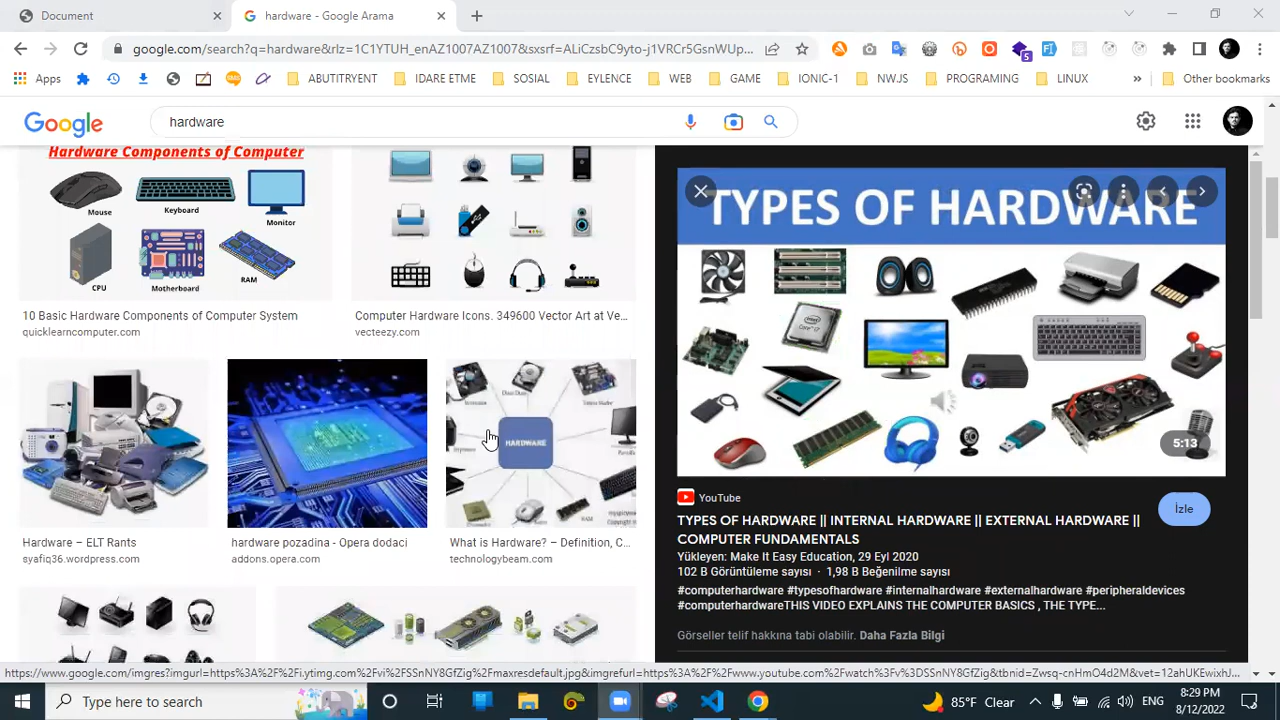 Document
hardware - Google Arama
google.com/search?q=hardware&rlz=1C1YTUH_enAZ1007AZ1007&sxsrf=ALiCzsbC9yto-j1VRCr5GsnWUp...
5
Apps
ABUTITRYENT
IDARE ETME
SOSIAL
EYLENCE
WEB
GAME
IONIC-1
NWJS
PROGRAMING
LINUX
»
Other bookmarks
Google
hardware
Hardware Components of Computer
Mouse
Keyboard
Monitor
CPU
Motherboard
RAM
10 Basic Hardware Components of Computer System
quicklearncomputer.com
Computer Hardware Icons. 349600 Vector Art at Ve...
vecteezy.com
HARDWARE
RAM
Hardware – ELT Rants
syafiq36.wordpress.com
hardware pozadina - Opera dodaci
addons.opera.com
What is Hardware? – Definition, C...
technologybeam.com
TYPES OF HARDWARE
CORE i7
5:13
YouTube
İzle
TYPES OF HARDWARE || INTERNAL HARDWARE || EXTERNAL HARDWARE ||
COMPUTER FUNDAMENTALS
Yükleyen: Make It Easy Education, 29 Eyl 2020
102 B Görüntüleme sayısı · 1,98 B Beğenilme sayısı
#computerhardware #typesofhardware #internalhardware #externalhardware #peripheraldevices
#computerhardwareTHIS VIDEO EXPLAINS THE COMPUTER BASICS , THE TYPE...
Görseller telif hakkına tabi olabilir. Daha Fazla Bilgi
https://www.google.com/imgres?imgurl=https%3A%2F%2Fi.ytimg.com%2Fvi%2FSSnNY8GfZig%2Fmaxresdefault.jpg&imgrefurl=https%3A%2F%2Fwww.youtube.com%2Fwatch%3Fv%3DSSnNY8GfZig&tbnid=Zwsq-cnHmO4d2M&vet=12ahUKEwixhJ...
Type here to search
85°F Clear
ENG
8:29 PM
8/12/2022